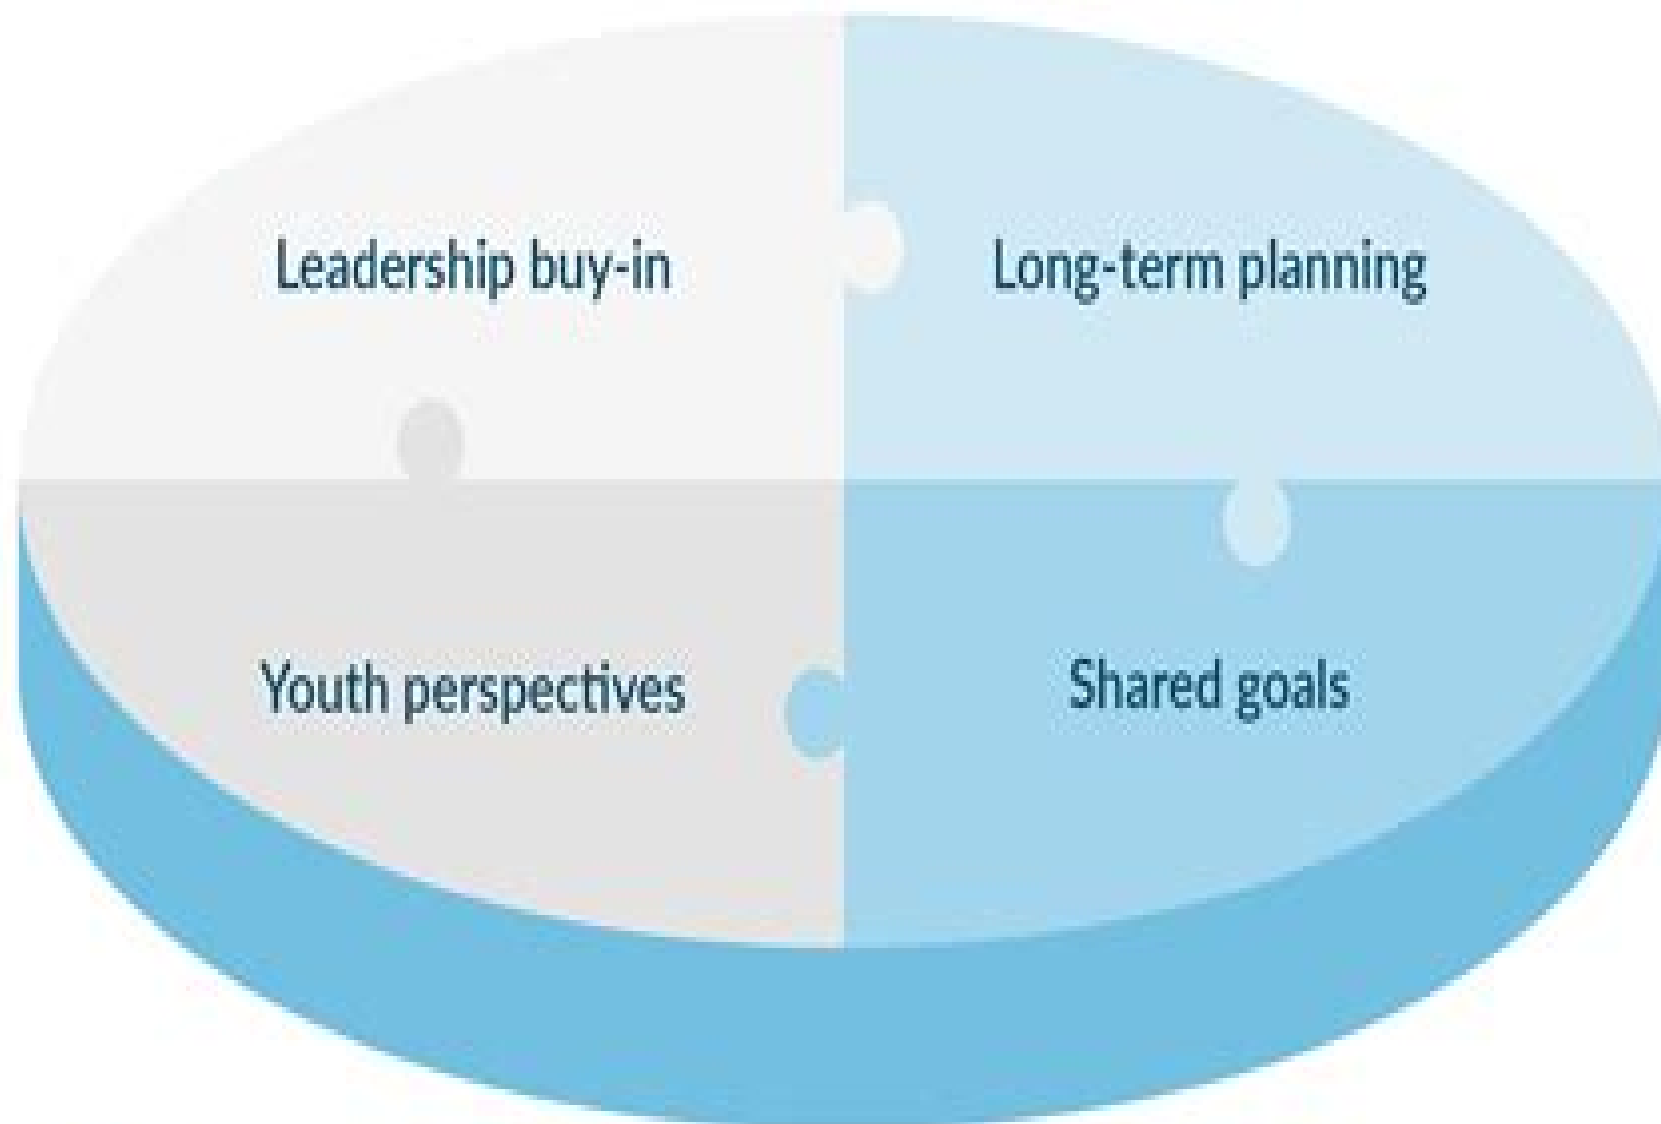 Leadership buy-in
Long-term planning
Youth perspectives
Shared goals